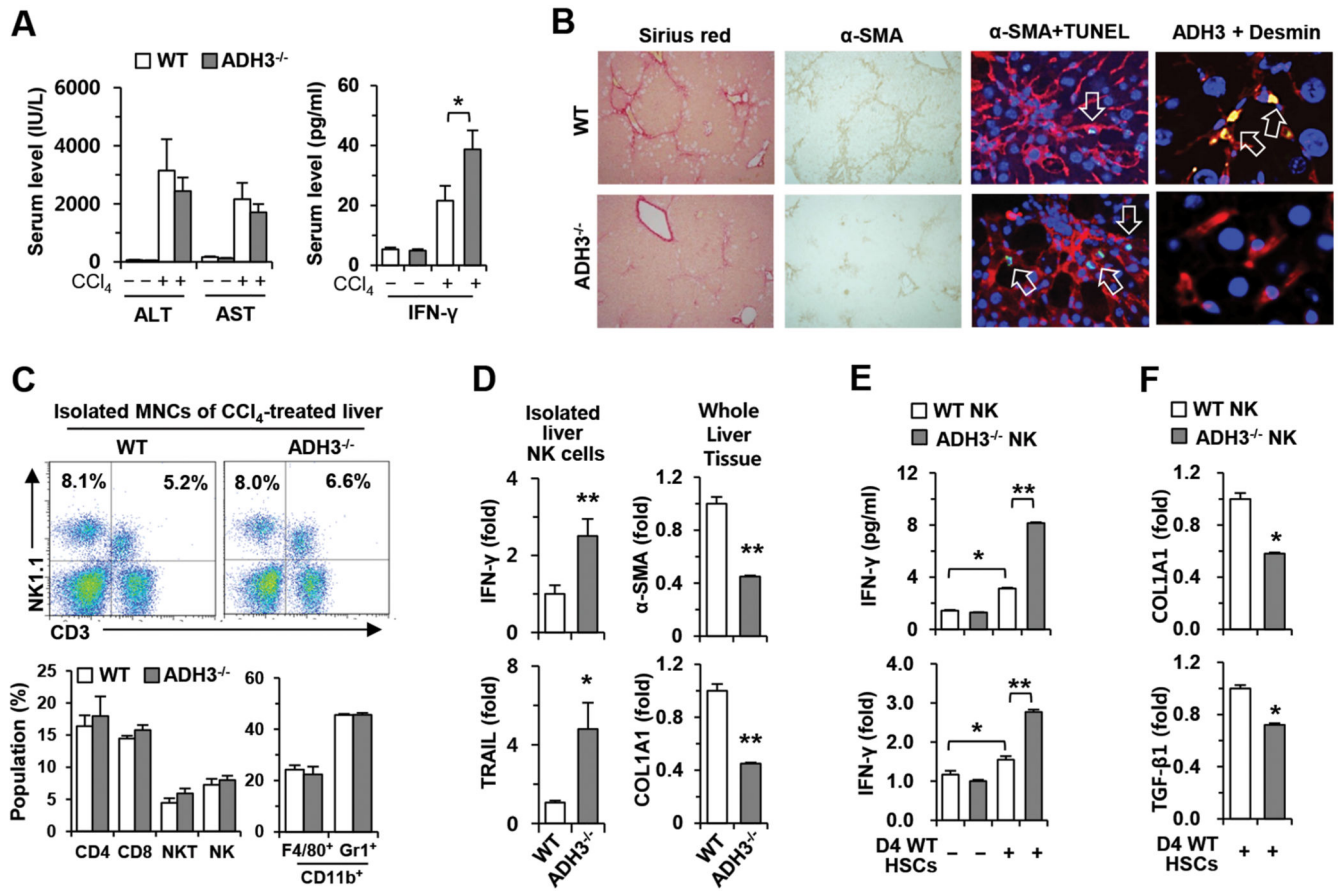 A
WT ADH3-/-
Serum level (IU/L)
6000
4000
2000
0
CCl4 – – + + – – + +
ALT AST
Serum level (pg/ml)
60
40
20
0
*
CCl4 – – + +
IFN-γ
B
Sirius red α-SMA α-SMA+TUNEL ADH3 + Desmin
WT
ADH3-/-
C
Isolated MNCs of CCl4-treated liver
WT ADH3-/-
8.1% 5.2% 8.0% 6.6%
NK1.1
CD3
WT ADH3-/-
Population (%)
25
20
15
10
5
0
CD4 CD8 NKT NK
60
40
20
0
F4/80+ Gr1+
CD11b+
D
Isolated
liver
NK cells
IFN-γ (fold)
4
2
0
**
TRAIL (fold)
8
4
0
*
WT ADH3-/-
Whole
Liver
Tissue
α-SMA (fold)
1.2
0.8
0.4
0
**
COL1A1 (fold)
1.2
0.8
0.4
0.0
**
WT ADH3-/-
E
WT NK
ADH3-/- NK
IFN-γ (pg/ml)
12
9
6
3
0
* **
IFN-γ (fold)
4.0
3.0
2.0
1.0
0.0
* **
D4 WT
HSCs – – + +
F
WT NK
ADH3-/- NK
COL1A1 (fold)
1.2
0.8
0.4
0.0
*
TGF-β1 (fold)
1.2
0.8
0.4
0.0
*
D4 WT
HSCs + +